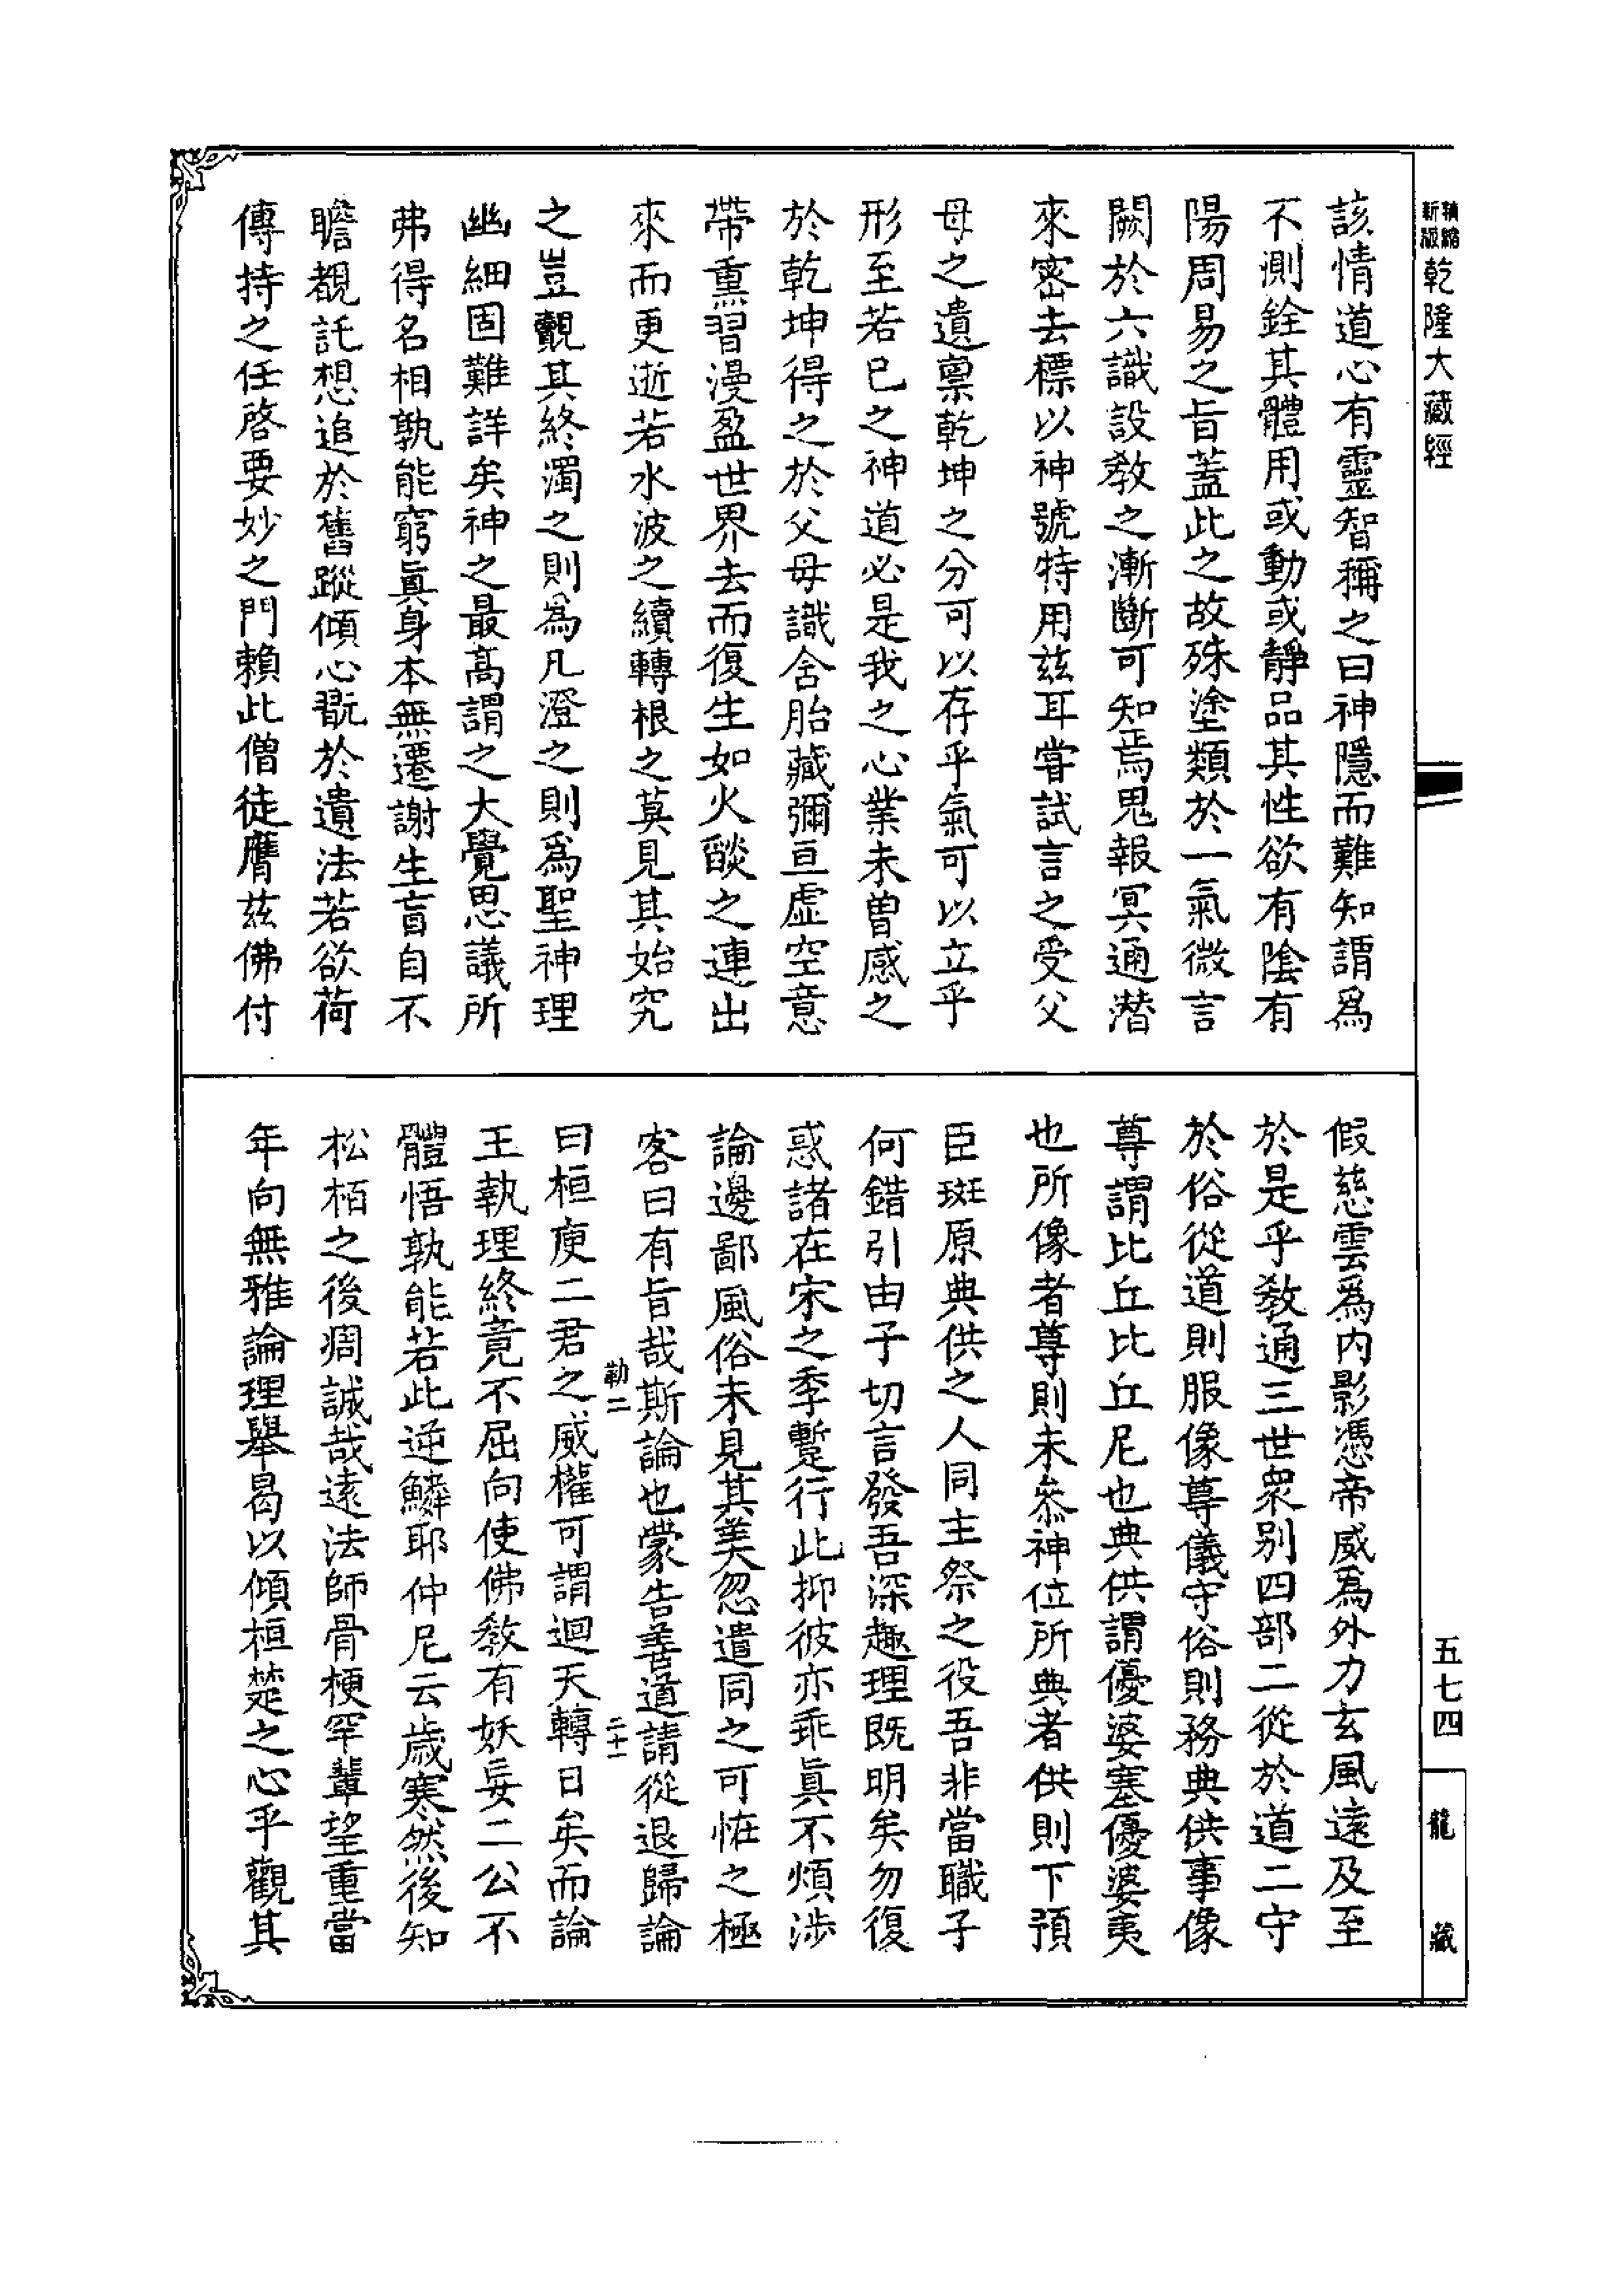 新縮
新版
乾隆大藏經
五七四
龍藏
該情道心有靈智稱之曰神隱而難知謂爲
不測銓其體用或動或靜品其性欲有陰有
陽周易之旨蓋此之故殊塗類於一氣微言
闕於六識設教之漸斷可知焉鬼報冥通潛
來密去標以神號特用茲耳甞試言之受父
母之遺禀乾坤之分可以存乎氣可以立乎
形至若已之神道必是我之心業未曾感之
於乾坤得之於父母識含胎藏彌亘虛空意
帶熏習漫盈世界去而復生如火燄之連出
來而更逝若水波之續轉根之莫見其始究
之豈覿其終濁之則為凡澄之則爲聖神理
幽細固難詳矣神之最高謂之大覺思議所
弗得名相孰能窮眞身本無遷謝生盲自不
瞻覩託想追於舊蹤傾心翫於遺法若欲荷
傳持之任啓要妙之門賴此僧徒膺茲佛付
假慈雲爲内影憑帝威爲外力玄風遠及至
於是乎教通三世衆别四部二從於道二守
於俗從道則服像尊儀守俗則務典供事像
尊謂比丘比丘尼也典供謂優婆塞優婆夷
也所像者尊則未叅神位所典者供則下預
臣斑原典供之人同主祭之役吾非當職子
何錯引由子切言發吾深趣理既明矣勿復
惑諸在宋之季蹔行此抑彼亦乖眞不煩涉
論邊鄙風俗未見其美忽遣同之可恠之極
客曰有旨哉斯論也蒙告善道請從退歸論
勒二
二十一
曰桓庾二君之威權可謂迴天轉日矣而論
王執理終竟不屈向使佛教有妖妄二公不
體悟孰能若此逆鱗耶仲尼云歲寒然後知
松栢之後凋誠哉遠法師骨梗罕輩望重當
年向無雅論理舉曷以傾桓楚之心乎觀其